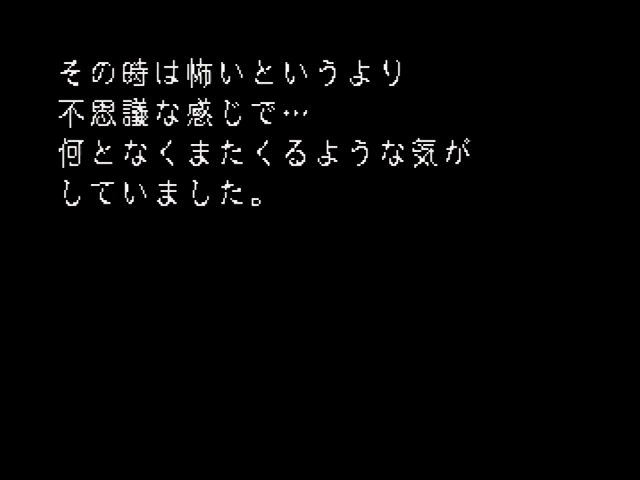 その時は怖いというより
不思議な感じで…
何となくまたくるような気が
していました。